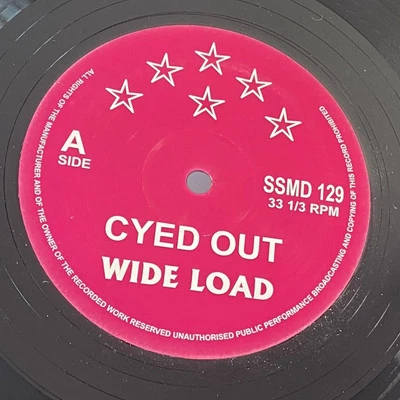 A
SIDE
SSMD 129
33 1/3 RPM
CYED OUT
WIDE LOAD
ALL RIGHTS OF THE MANUFACTURER AND OF THE OWNER OF THE RECORDED WORK RESERVED UNAUTHORISED PUBLIC PERFORMANCE BROADCASTING AND COPYING OF THIS RECORD PROHIBITED